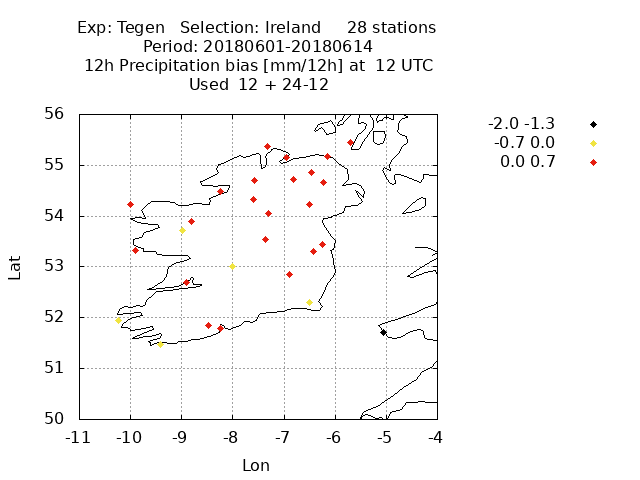 Exp: Tegen   Selection: Ireland     28 stations
Period: 20180601-20180614
12h Precipitation bias [mm/12h] at  12 UTC
Used  12 + 24-12
-2.0 -1.3
-0.7 0.0
0.0 0.7
56
55
54
53
52
51
50
Lat
-11 -10 -9 -8 -7 -6 -5 -4
Lon